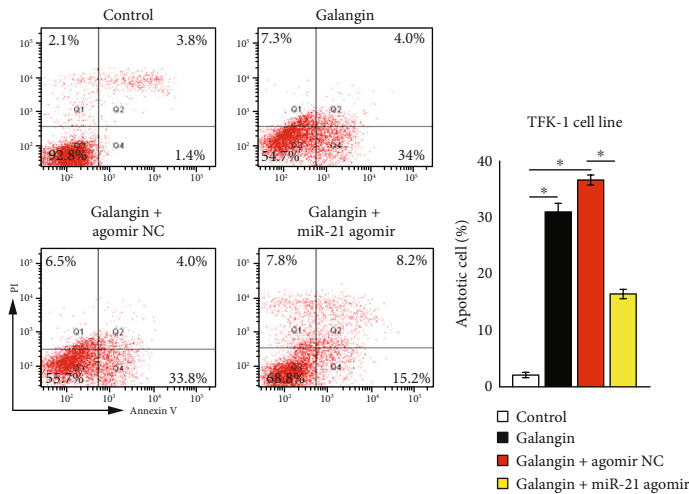 Control
2.1%
3.8%
Q1
Q2
Q3
Q4
92.8%
1.4%
10⁵
10⁴
10³
10²
10²
10³
10⁴
10⁵
Galangin
7.3%
4.0%
Q1
Q2
Q3
Q4
54.7%
34%
10⁵
10⁴
10³
10²
10²
10³
10⁴
10⁵
Galangin +
agomir NC
6.5%
4.0%
Q1
Q2
Q3
Q4
55.7%
33.8%
10⁵
10⁴
10³
10²
10²
10³
10⁴
10⁵
PI
Annexin V
Galangin +
miR-21 agomir
7.8%
8.2%
Q1
Q2
Q4
68.8%
15.2%
10⁵
10⁴
10³
10²
10²
10³
10⁴
10⁵
TFK-1 cell line
* * *
Apoptotic cell (%)
40
30
20
10
0
Control
Galangin
Galangin + agomir NC
Galangin + miR-21 agomir